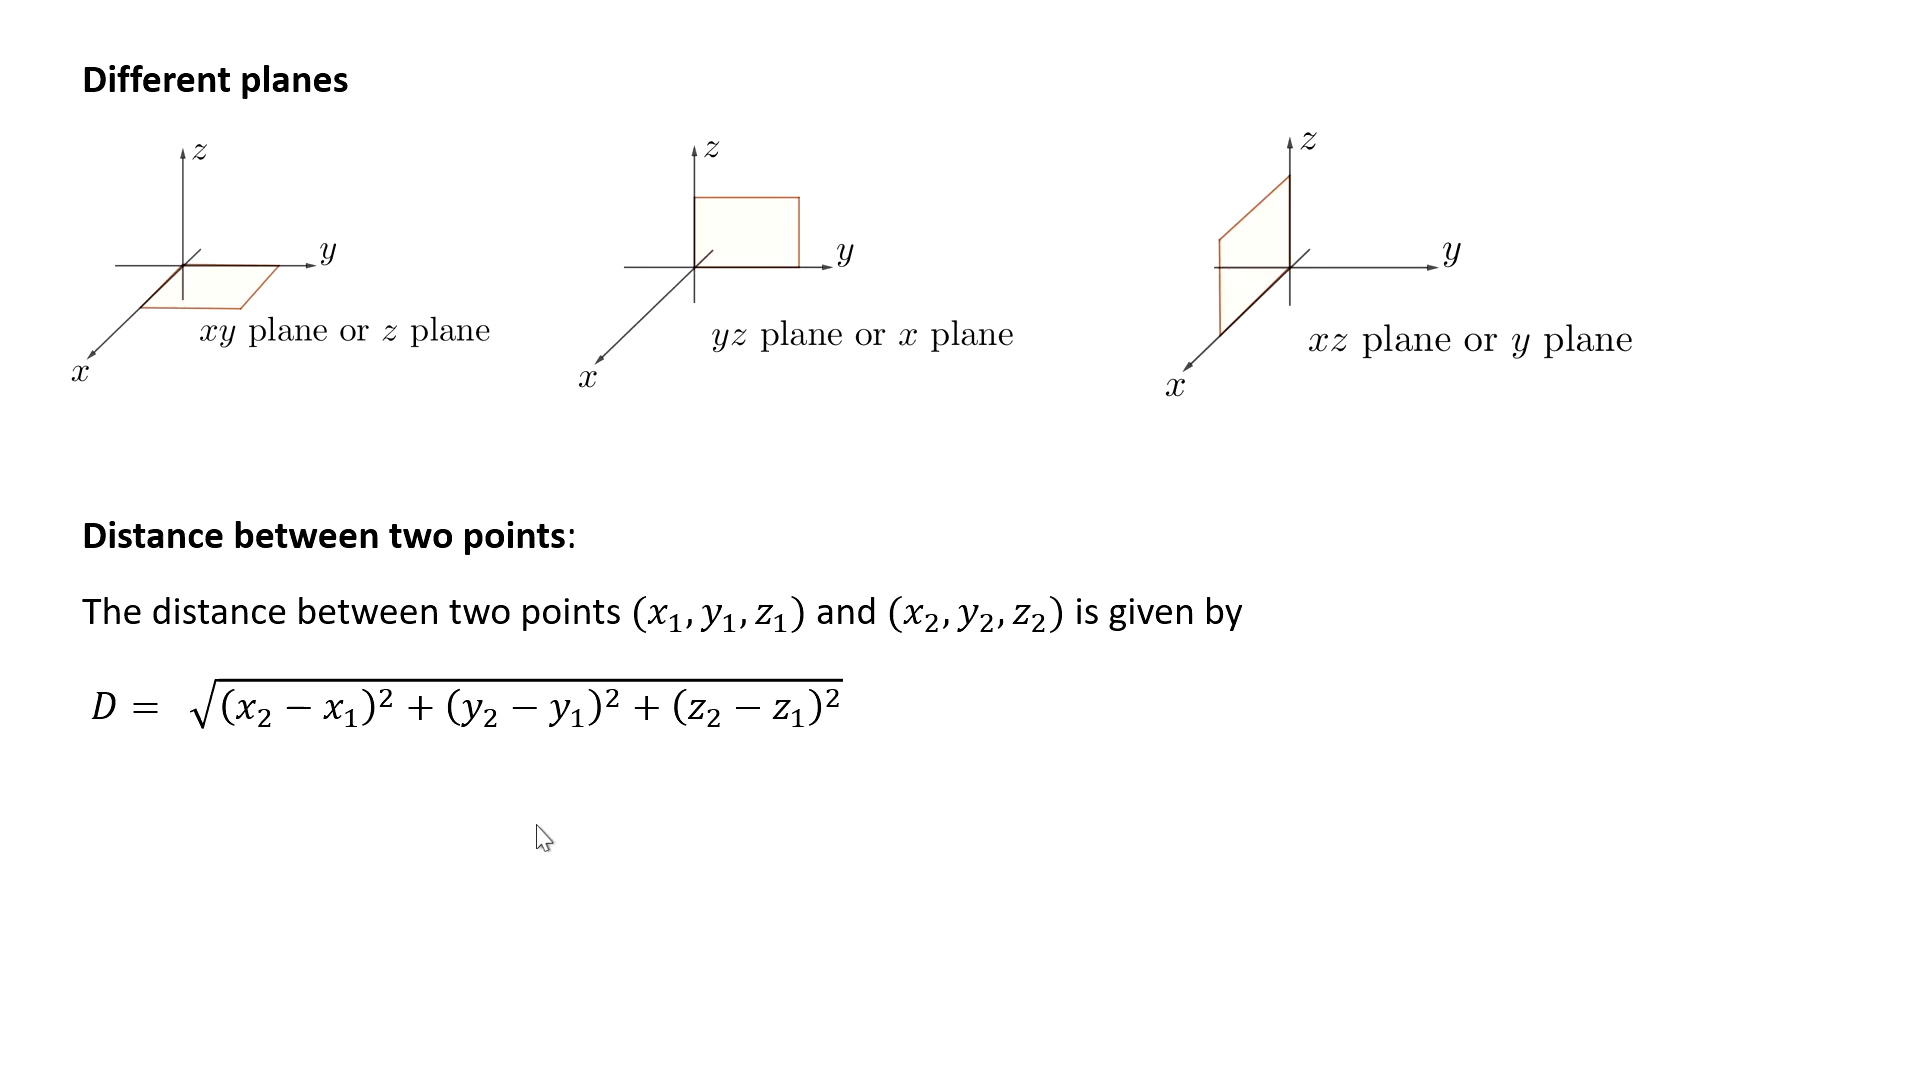 Different planes
z
y
x
xy plane or z plane
z
y
x
yz plane or x plane
z
y
x
xz plane or y plane
Distance between two points:
The distance between two points (x₁, y₁, z₁) and (x₂, y₂, z₂) is given by
D = √((x₂ − x₁)² + (y₂ − y₁)² + (z₂ − z₁)²)